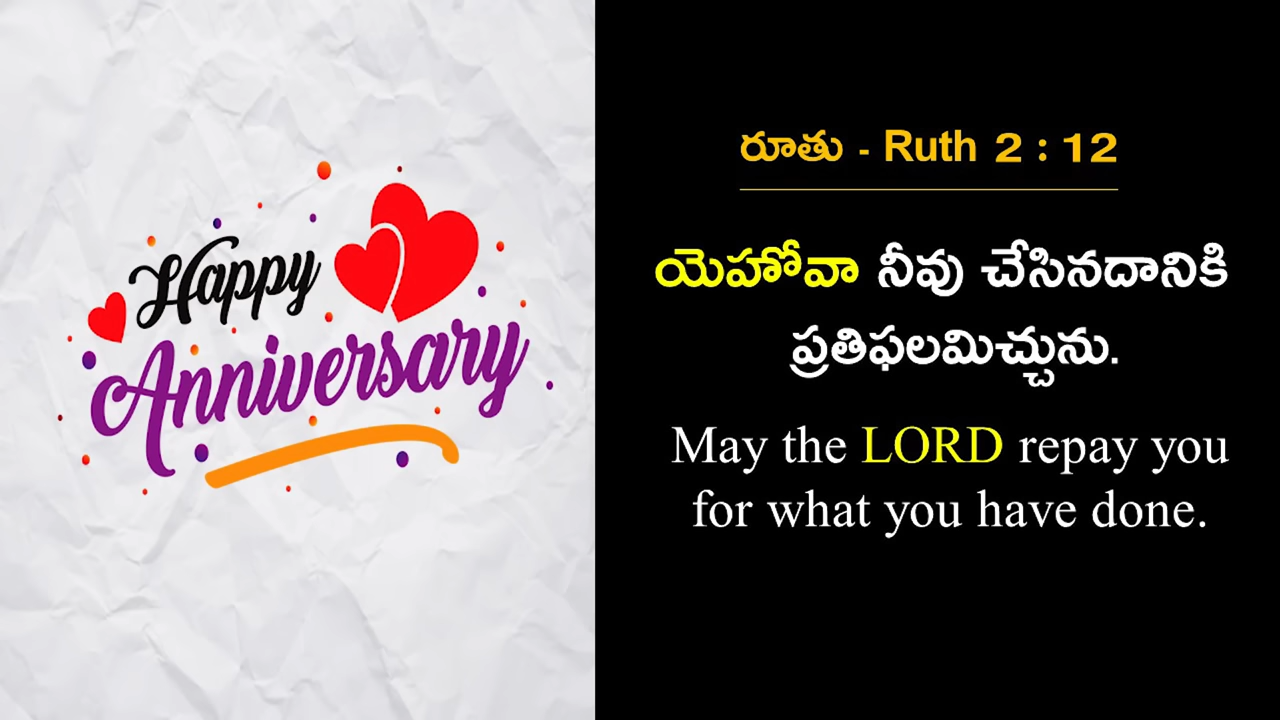 Happy
Anniversary
రూతు - Ruth 2 : 12
యెహోవా నీవు చేసినదానికి
ప్రతిఫలమిచ్చును.
May the LORD repay you
for what you have done.